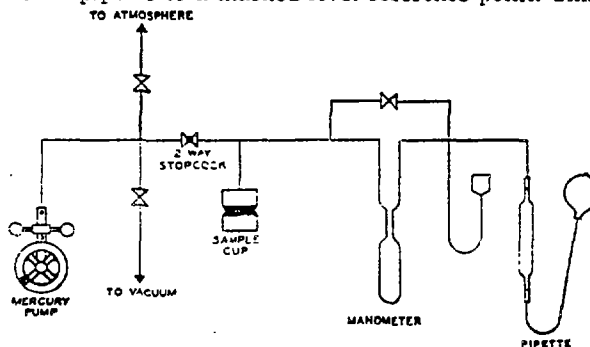 TO ATMOSPHERE
2 WAY
STOPCOCK
SAMPLE
CUP
TO VACUUM
MERCURY
PUMP
MANOMETER
PIPETTE